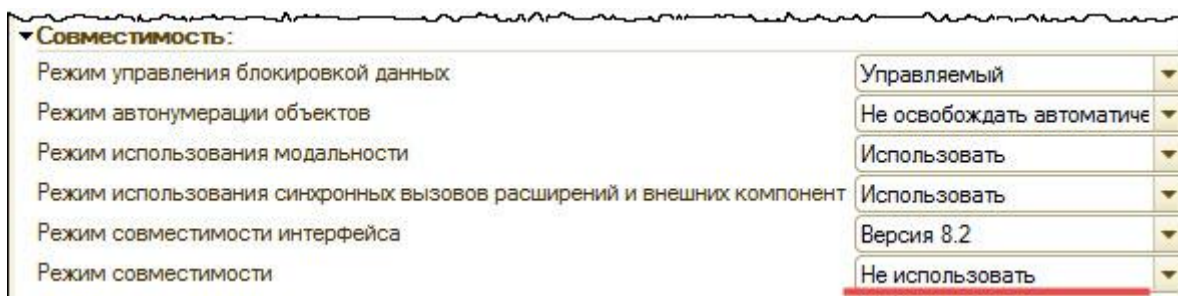 Совместимость:
Режим управления блокировкой данных Управляемый
Режим автонумерации объектов Не освобождать автоматиче
Режим использования модальности Использовать
Режим использования синхронных вызовов расширений и внешних компонент Использовать
Режим совместимости интерфейса Версия 8.2
Режим совместимости Не использовать